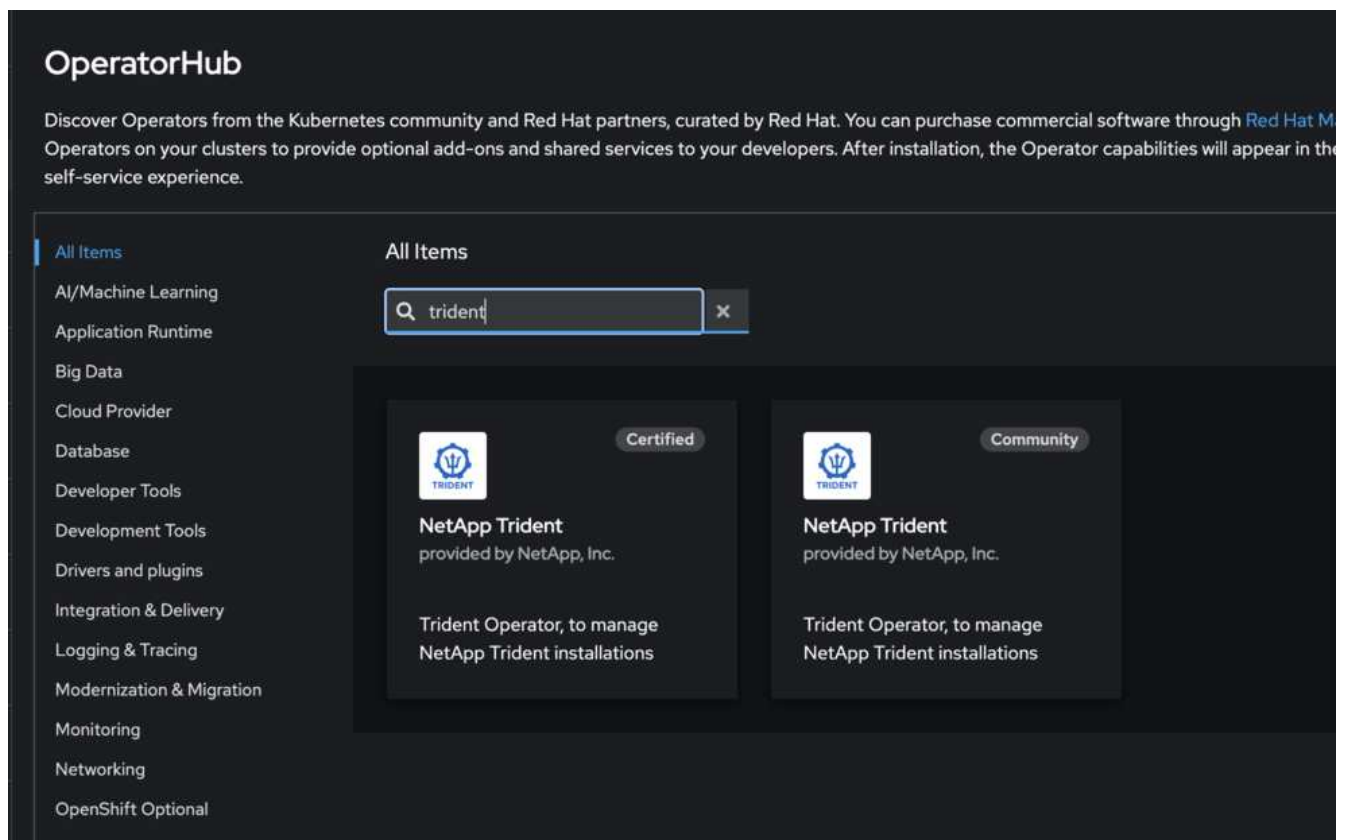 OperatorHub
Discover Operators from the Kubernetes community and Red Hat partners, curated by Red Hat. You can purchase commercial software through Red Hat M
Operators on your clusters to provide optional add-ons and shared services to your developers. After installation, the Operator capabilities will appear in the
self-service experience.
All Items
AI/Machine Learning
Application Runtime
Big Data
Cloud Provider
Database
Developer Tools
Development Tools
Drivers and plugins
Integration & Delivery
Logging & Tracing
Modernization & Migration
Monitoring
Networking
OpenShift Optional
All Items
trident
Certified
TRIDENT
NetApp Trident
provided by NetApp, Inc.
Trident Operator, to manage
NetApp Trident installations
Community
TRIDENT
NetApp Trident
provided by NetApp, Inc.
Trident Operator, to manage
NetApp Trident installations